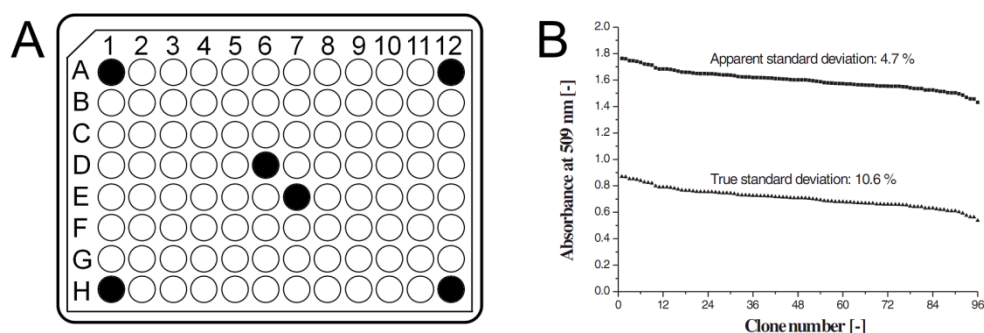 A
1 2 3 4 5 6 7 8 9 10 11 12
A
B
C
D
E
F
G
H
B
Absorbance at 509 nm [-]
2.0
1.8
1.6
1.4
1.2
1.0
0.8
0.6
0.4
0.2
0.0
Apparent standard deviation: 4.7 %
True standard deviation: 10.6 %
0 12 24 36 48 60 72 84 96
Clone number [-]